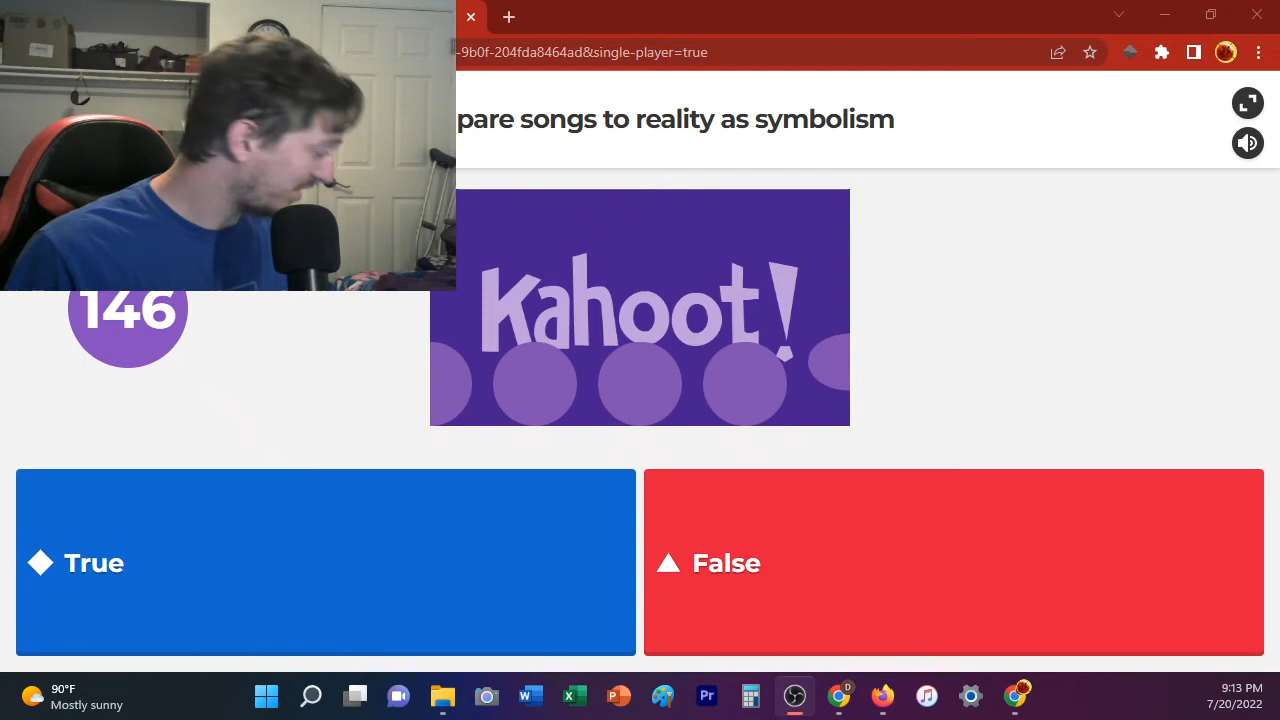 -9b0f-204fda8464ad&single-player=true
pare songs to reality as symbolism
146
Kahoot!
True
False
90°F
Mostly sunny
9:13 PM
7/20/2022